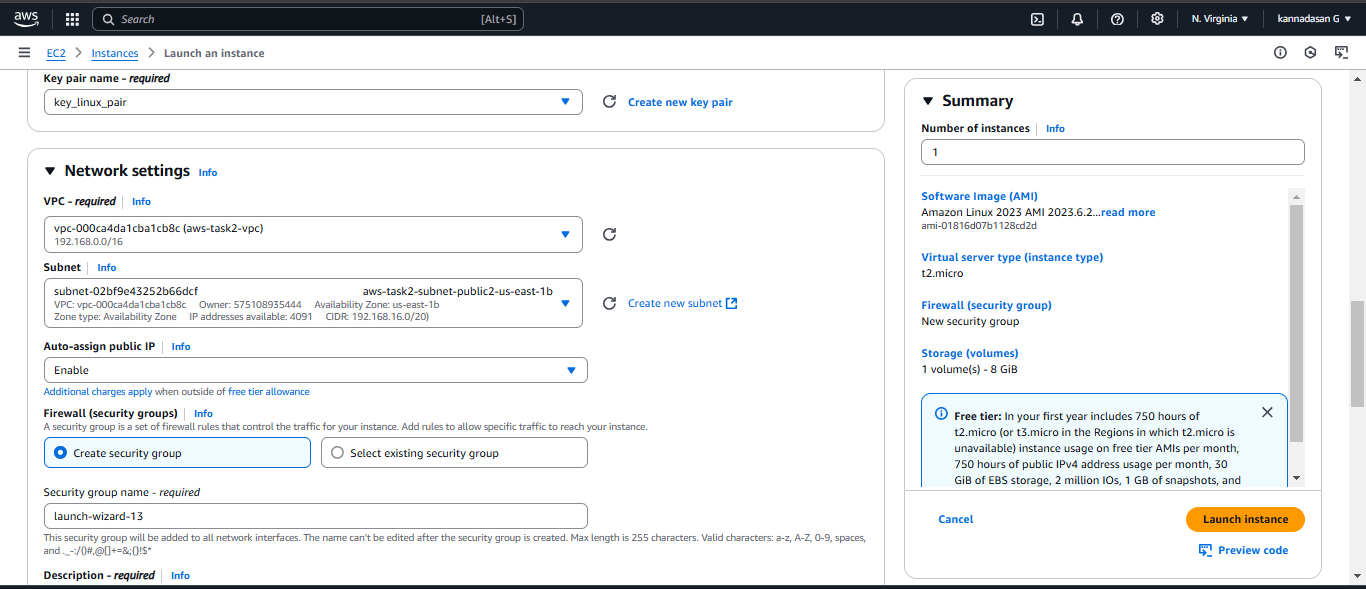 aws
Search [Alt+S]
N. Virginia
kannadasan G
EC2
Instances
Launch an instance
Key pair name - required
key_linux_pair
Create new key pair
Network settings Info
VPC - required Info
vpc-000ca4da1cba1cb8c (aws-task2-vpc)
192.168.0.0/16
Subnet Info
subnet-02bf9e43252b66dcf aws-task2-subnet-public2-us-east-1b
VPC: vpc-000ca4da1cba1cb8c Owner: 575108935444 Availability Zone: us-east-1b
Zone type: Availability Zone IP addresses available: 4091 CIDR: 192.168.16.0/20)
Create new subnet
Auto-assign public IP Info
Enable
Additional charges apply when outside of free tier allowance
Firewall (security groups) Info
A security group is a set of firewall rules that control the traffic for your instance. Add rules to allow specific traffic to reach your instance.
Create security group
Select existing security group
Security group name - required
launch-wizard-13
This security group will be added to all network interfaces. The name can't be edited after the security group is created. Max length is 255 characters. Valid characters: a-z, A-Z, 0-9, spaces,
and ._-:/()#,@[]+=&;{}!$*
Description - required Info
Summary
Number of instances Info
1
Software Image (AMI)
Amazon Linux 2023 AMI 2023.6.2...read more
ami-01816d07b1128cd2d
Virtual server type (instance type)
t2.micro
Firewall (security group)
New security group
Storage (volumes)
1 volume(s) - 8 GiB
Free tier: In your first year includes 750 hours of
t2.micro (or t3.micro in the Regions in which t2.micro is
unavailable) instance usage on free tier AMIs per month,
750 hours of public IPv4 address usage per month, 30
GiB of EBS storage, 2 million IOs, 1 GB of snapshots, and
Cancel
Launch instance
Preview code